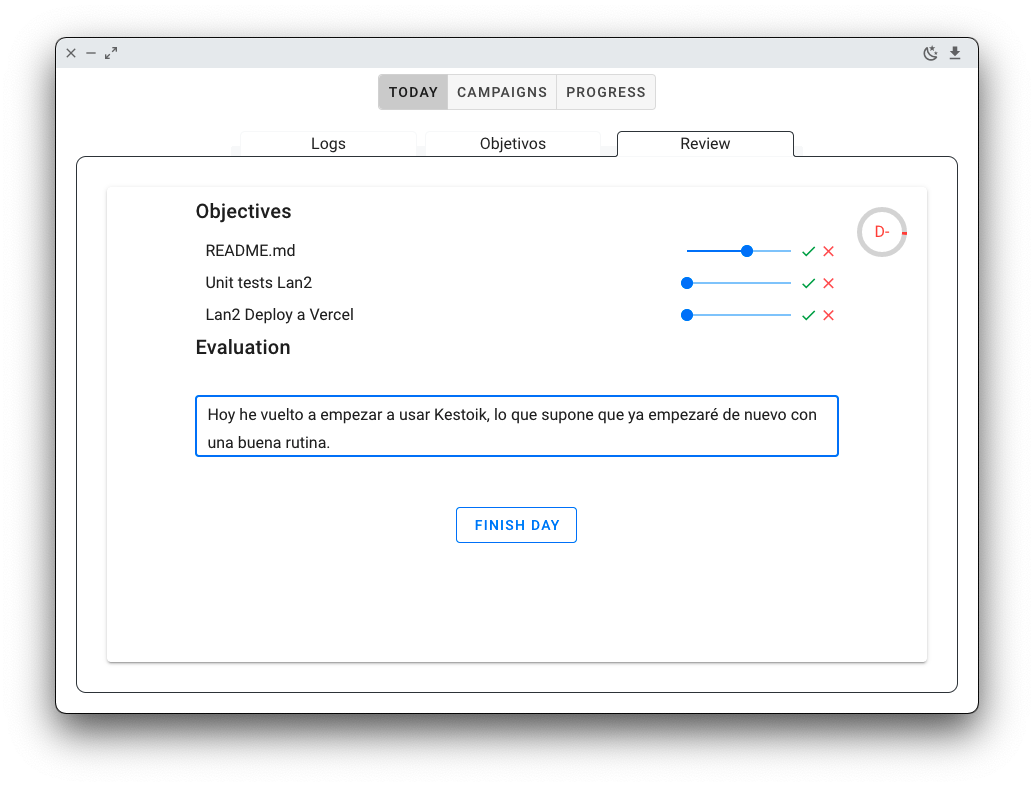 TODAY CAMPAIGNS PROGRESS
Logs Objetivos Review
Objectives
D-
README.md
Unit tests Lan2
Lan2 Deploy a Vercel
Evaluation
Hoy he vuelto a empezar a usar Kestoik, lo que supone que ya empezaré de nuevo con
una buena rutina.
FINISH DAY